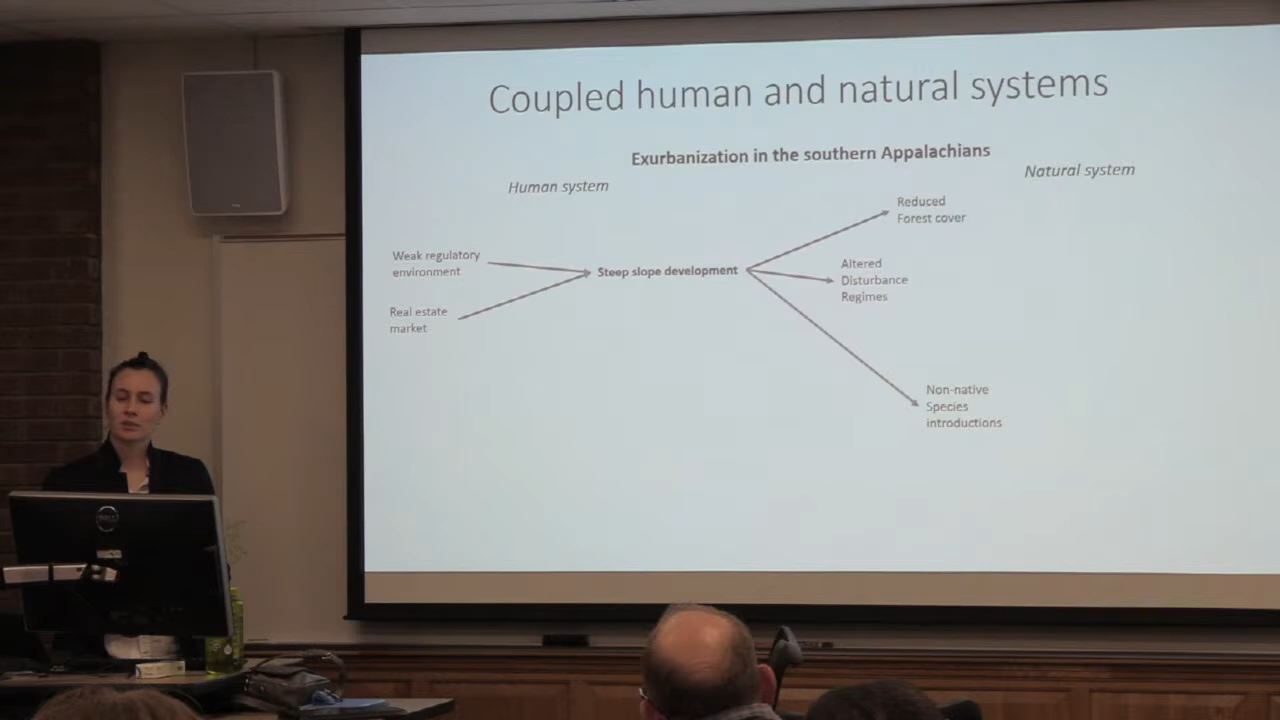 Coupled human and natural systems
Exurbanization in the southern Appalachians
Human system
Natural system
Weak regulatory
environment
Real estate
market
Steep slope development
Reduced
Forest cover
Altered
Disturbance
Regimes
Non-native
Species
introductions
DELL